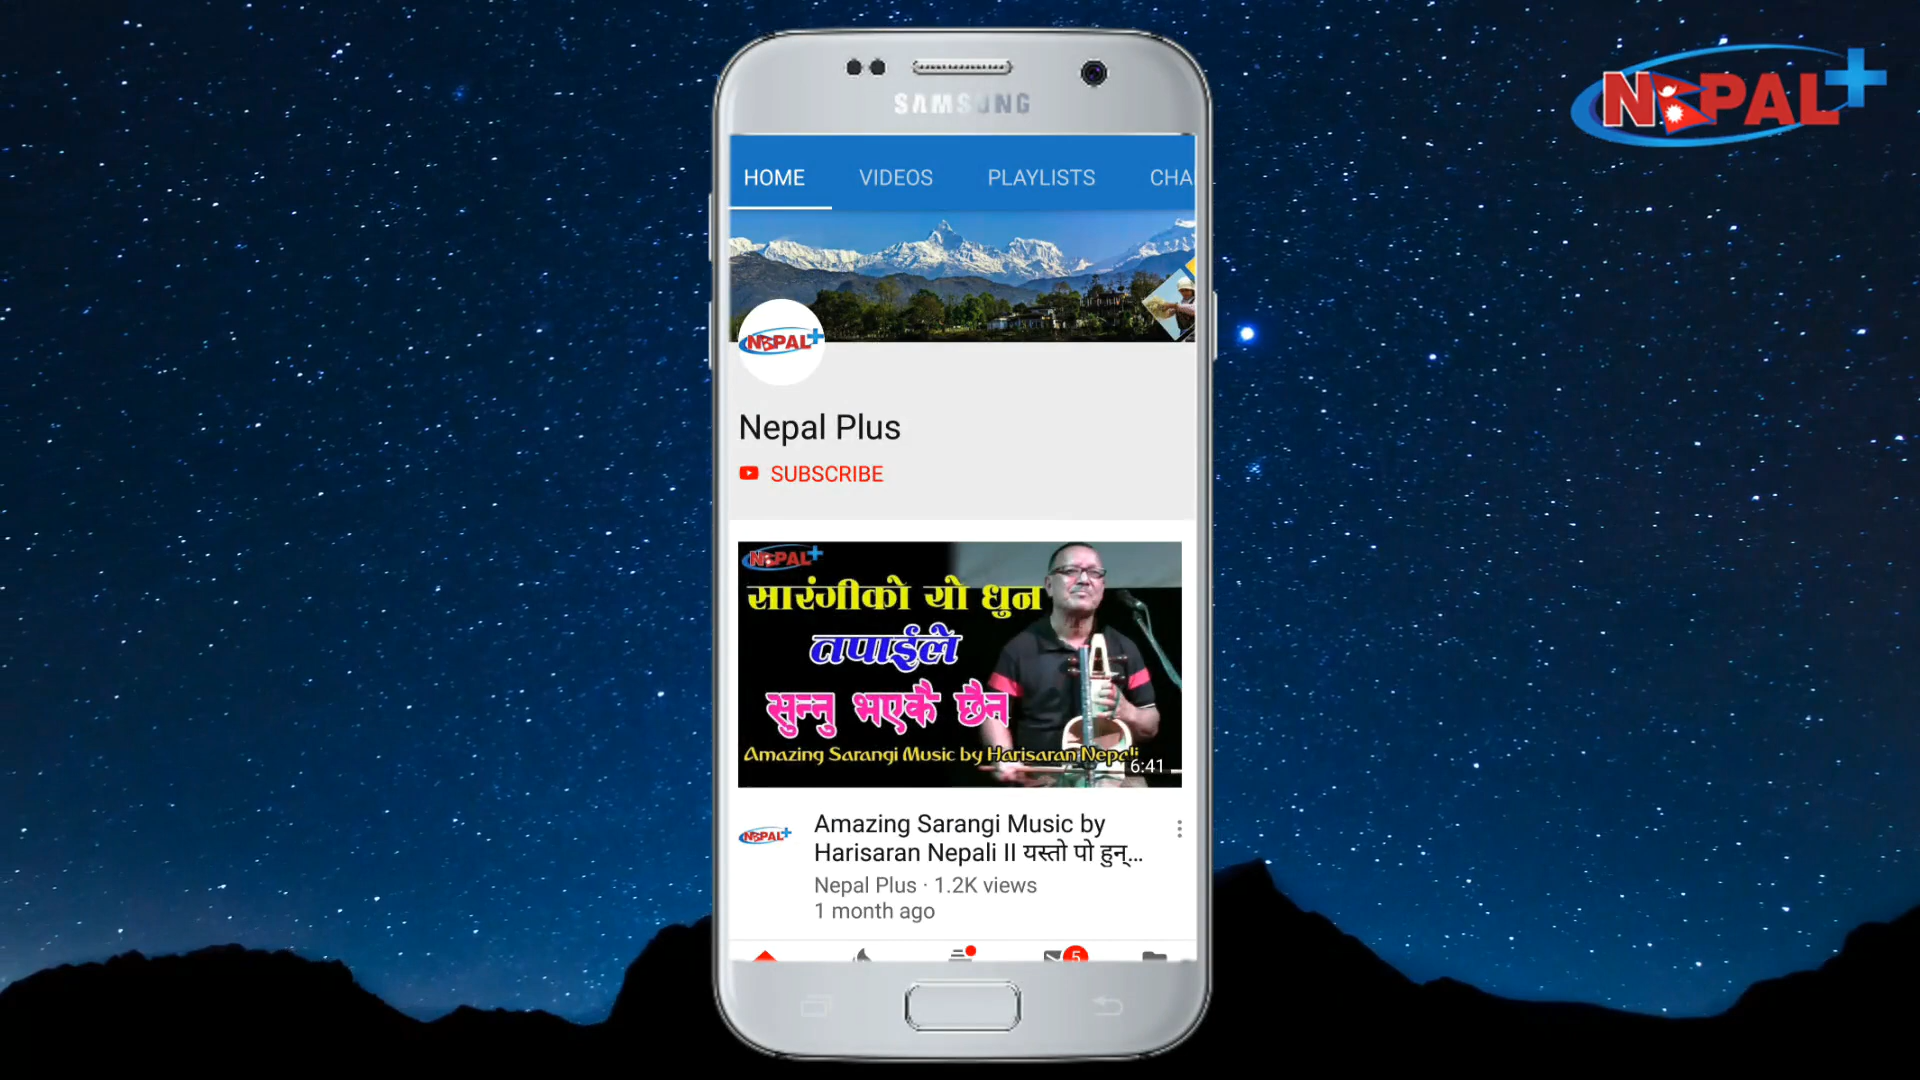 NEPAL+
SAMSUNG
HOME VIDEOS PLAYLISTS CHA
NEPAL+
Nepal Plus
SUBSCRIBE
NEPAL+
सारंगीको यो धुन
तपाईले
सुन्नु भएकै छैन
Amazing Sarangi Music by Harisaran Nepali
6:41
NEPAL+
Amazing Sarangi Music by
Harisaran Nepali II यस्तो पो हुन्...
Nepal Plus · 1.2K views
1 month ago
5